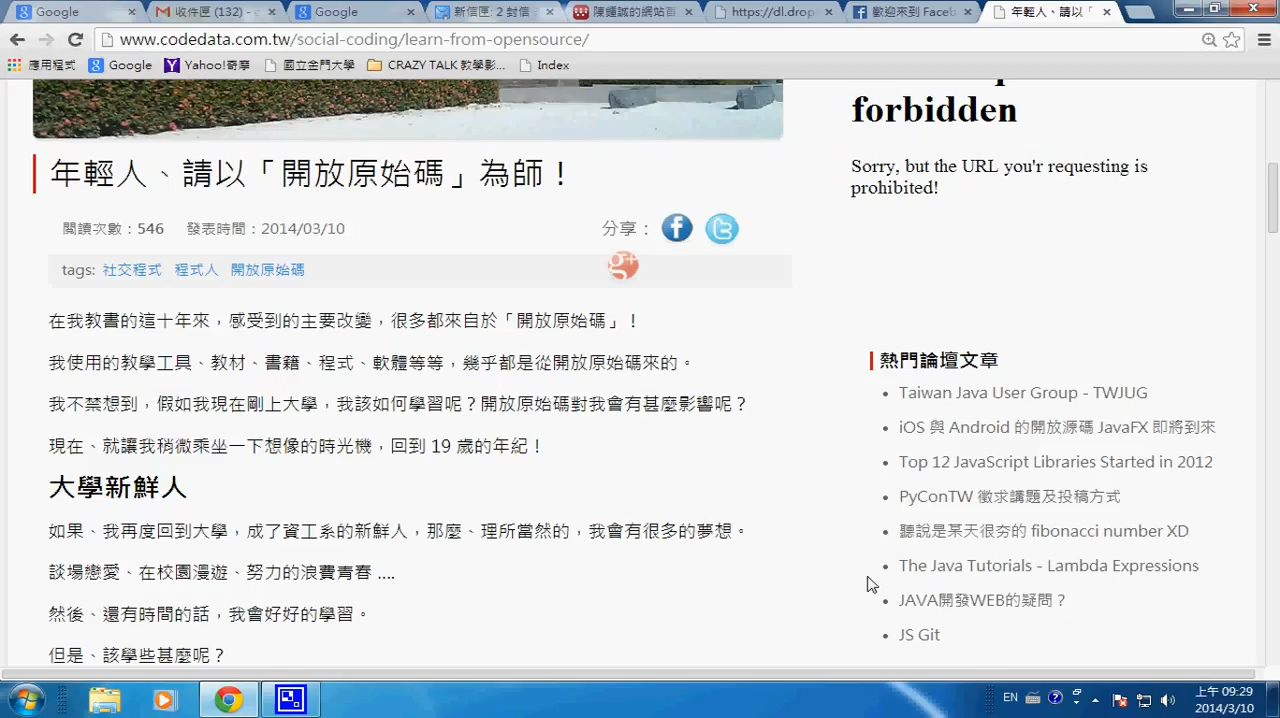 Google
收件匣 (132) -
Google
新信匣: 2 封信
陳鍾誠的網站
https://dl.drop
歡迎來到 Faceb
年輕人、請以「
www.codedata.com.tw/social-coding/learn-from-opensource/
應用程式
Google
Yahoo!奇摩
國立金門大學
CRAZY TALK 教學影...
Index
forbidden
Sorry, but the URL you'r requesting is
prohibited!
年輕人、請以「開放原始碼」為師！
閱讀次數：546 發表時間：2014/03/10
分享：
tags: 社交程式 程式人 開放原始碼
g+
在我教書的這十年來，感受到的主要改變，很多都來自於「開放原始碼」！
我使用的教學工具、教材、書籍、程式、軟體等等，幾乎都是從開放原始碼來的。
我不禁想到，假如我現在剛上大學，我該如何學習呢？開放原始碼對我會有甚麼影響呢？
現在、就讓我稍微乘坐一下想像的時光機，回到 19 歲的年紀！
大學新鮮人
如果、我再度回到大學，成了資工系的新鮮人，那麼、理所當然的，我會有很多的夢想。
談場戀愛、在校園漫遊、努力的浪費青春 ....
然後、還有時間的話，我會好好的學習。
但是、該學些甚麼呢？
熱門論壇文章
Taiwan Java User Group - TWJUG
iOS 與 Android 的開放源碼 JavaFX 即將到來
Top 12 JavaScript Libraries Started in 2012
PyConTW 徵求講題及投稿方式
聽說是某天很夯的 fibonacci number XD
The Java Tutorials - Lambda Expressions
JAVA開發WEB的疑問？
JS Git
EN
上午 09:29
2014/3/10